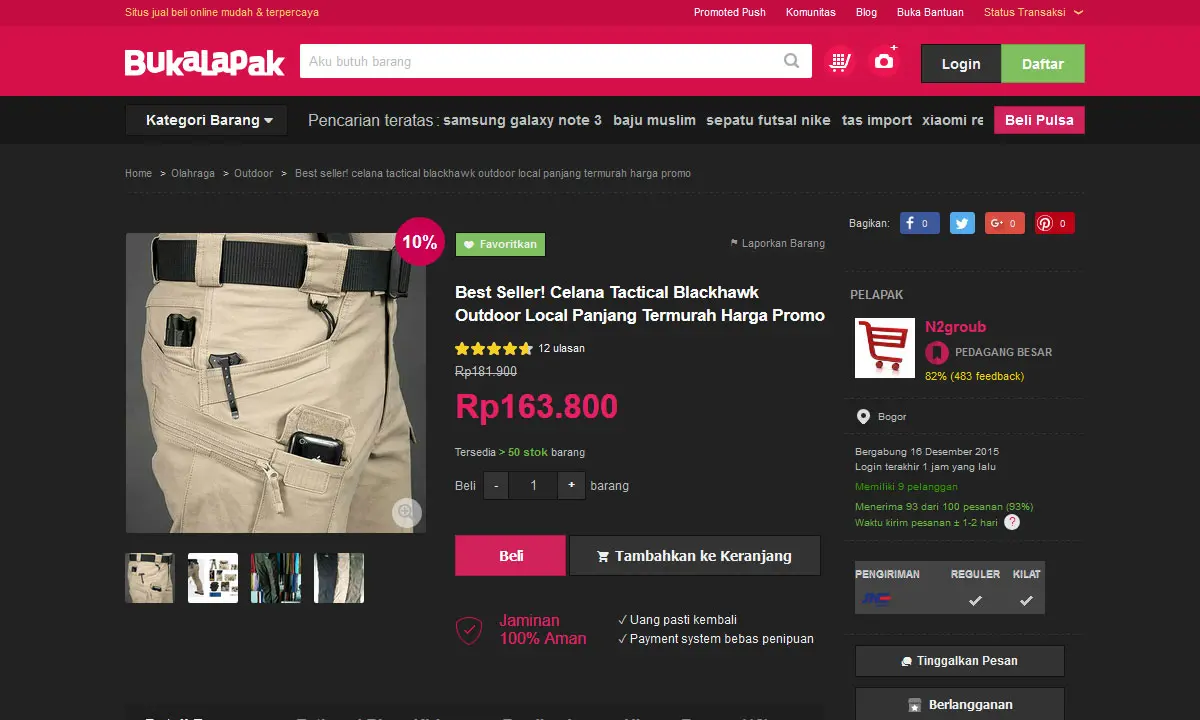 Situs jual beli online mudah & terpercaya
Promoted Push Komunitas Blog Buka Bantuan Status Transaksi
BukaLapak
Aku butuh barang
Login
Daftar
Kategori Barang
Pencarian teratas : samsung galaxy note 3 baju muslim sepatu futsal nike tas import xiaomi re
Beli Pulsa
Home > Olahraga > Outdoor > Best seller! celana tactical blackhawk outdoor local panjang termurah harga promo
10%
Favoritkan
Laporkan Barang
Best Seller! Celana Tactical Blackhawk
Outdoor Local Panjang Termurah Harga Promo
12 ulasan
Rp181.900
Rp163.800
Tersedia > 50 stok barang
Beli - 1 + barang
Beli
Tambahkan ke Keranjang
Jaminan
100% Aman
✓ Uang pasti kembali
✓ Payment system bebas penipuan
Bagikan: f 0 G+ 0 0
PELAPAK
N2groub
PEDAGANG BESAR
82% (483 feedback)
Bogor
Bergabung 16 Desember 2015
Login terakhir 1 jam yang lalu
Memiliki 9 pelanggan
Menerima 93 dari 100 pesanan (93%)
Waktu kirim pesanan ± 1-2 hari ?
PENGIRIMAN REGULER KILAT
JNE
Tinggalkan Pesan
Berlangganan